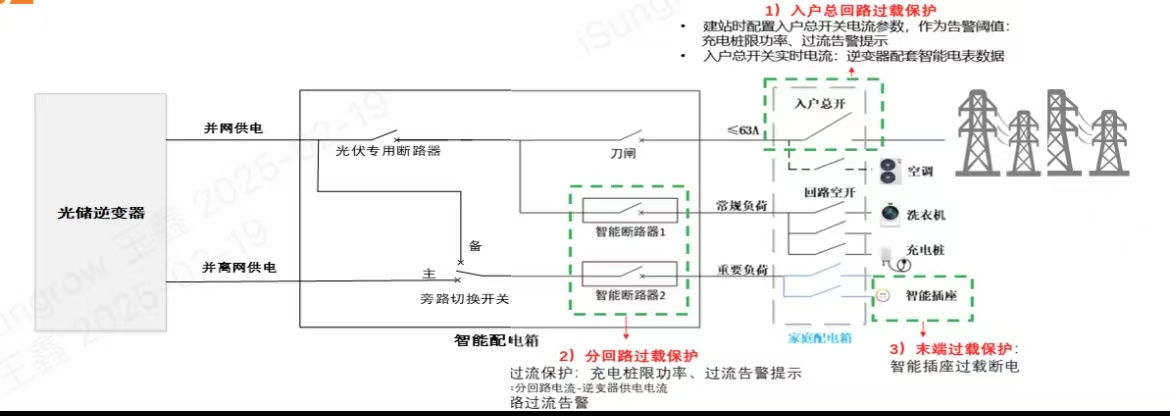 1）入户总回路过载保护
• 建站时配置入户总开关电流参数，作为告警阈值：
充电桩限功率、过流告警提示
• 入户总开关实时电流：逆变器配套智能电表数据
iSungrow
入户总开
并网供电
≤63A
光伏专用断路器
刀闸
空调
回路空开
光储逆变器
常规负荷
洗衣机
智能断路器1
备
充电桩
并离网供电
主
重要负荷
旁路切换开关
智能断路器2
智能插座
智能配电箱
家庭配电箱
2）分回路过载保护
3）末端过载保护：
智能插座过载断电
过流保护：充电桩限功率、过流告警提示
分回路电流-逆变器供电电流
路过流告警
王鑫 2025-02-19
王鑫 2025-02-19